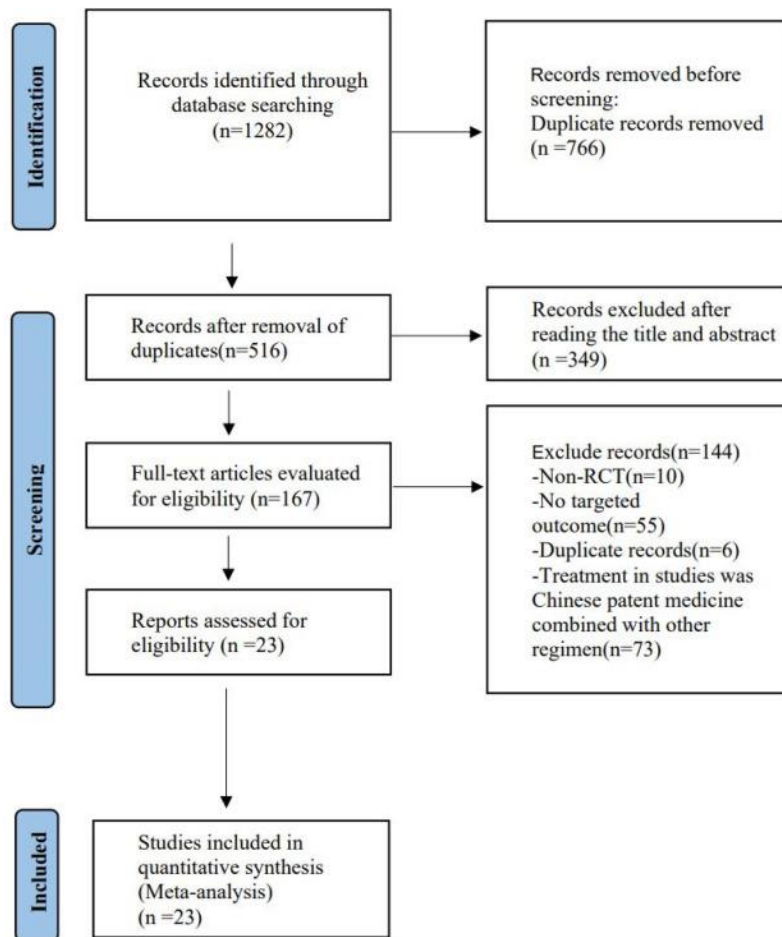 Identification
Records identified through
database searching
(n=1282)
Records removed before
screening:
Duplicate records removed
(n =766)
Screening
Records after removal of
duplicates(n=516)
Records excluded after
reading the title and abstract
(n =349)
Full-text articles evaluated
for eligibility (n=167)
Exclude records(n=144)
-Non-RCT(n=10)
-No targeted
outcome(n=55)
-Duplicate records(n=6)
-Treatment in studies was
Chinese patent medicine
combined with other
regimen(n=73)
Reports assessed for
eligibility (n =23)
Included
Studies included in
quantitative synthesis
(Meta-analysis)
(n =23)